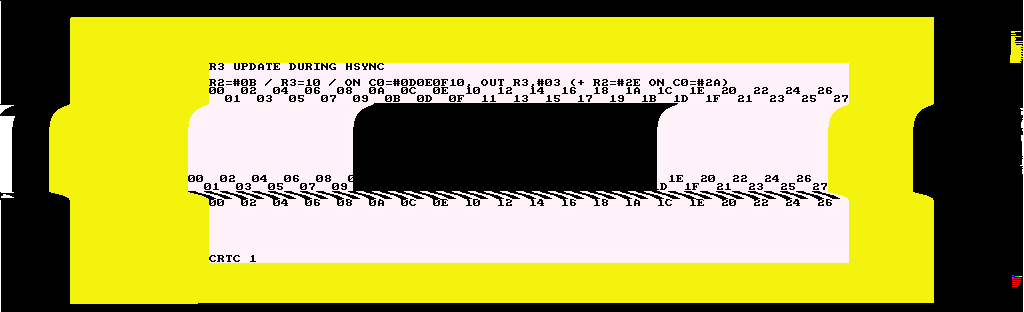 R3 UPDATE DURING HSYNC
R2=#0B / R3=10 / ON C0=#0D0E0F10, OUT R3,#03 (+ R2=#2E ON C0=#2A)
00 02 04 06 08 0A 0C 0E 10 12 14 16 18 1A 1C 1E 20 22 24 26
01 03 05 07 09 0B 0D 0F 11 13 15 17 19 1B 1D 1F 21 23 25 27
00 02 04 06 08 1E 20 22 24 26
01 03 05 07 09 1F 21 23 25 27
00 02 04 06 08 0A 0C 0E 10 12 14 16 18 1A 1C 1E 20 22 24 26
CRTC 1